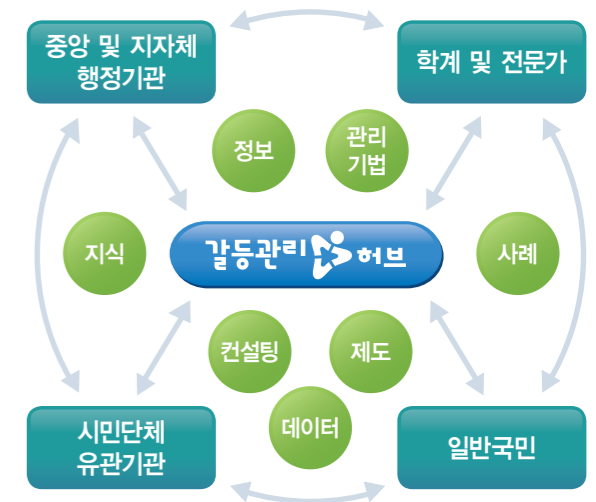 중앙 및 지자체
행정기관
학계 및 전문가
정보
관리
기법
지식
갈등관리 허브
사례
컨설팅
제도
데이터
시민단체
유관기관
일반국민